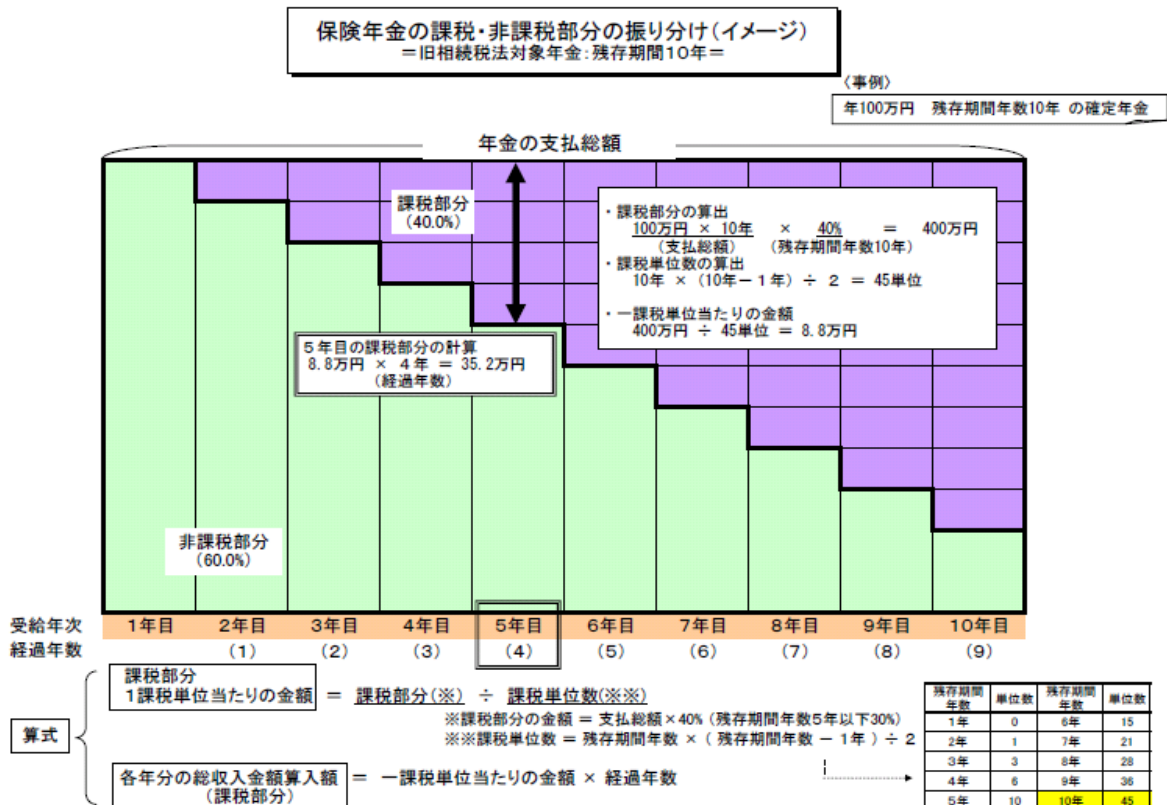 保険年金の課税・非課税部分の振り分け(イメージ)
=旧相続税法対象年金:残存期間10年=
〈事例〉
年100万円 残存期間年数10年 の確定年金
年金の支払総額
課税部分
(40.0%)
・課税部分の算出
100万円 × 10年 × 40% = 400万円
(支払総額) (残存期間年数10年)
・課税単位数の算出
10年 × (10年-1年) ÷ 2 = 45単位
・一課税単位当たりの金額
400万円 ÷ 45単位 = 8.8万円
5年目の課税部分の計算
8.8万円 × 4年 = 35.2万円
(経過年数)
非課税部分
(60.0%)
受給年次 1年目 2年目 3年目 4年目 5年目 6年目 7年目 8年目 9年目 10年目
経過年数 (1) (2) (3) (4) (5) (6) (7) (8) (9)
算式
課税部分
1課税単位当たりの金額 = 課税部分(※) ÷ 課税単位数(※※)
※課税部分の金額 = 支払総額×40% (残存期間年数5年以下30%)
※※課税単位数 = 残存期間年数 × ( 残存期間年数 - 1年 ) ÷ 2
各年分の総収入金額算入額 = 一課税単位当たりの金額 × 経過年数
(課税部分)
残存期間年数 単位数 残存期間年数 単位数
1年 0 6年 15
2年 1 7年 21
3年 3 8年 28
4年 6 9年 36
5年 10 10年 45